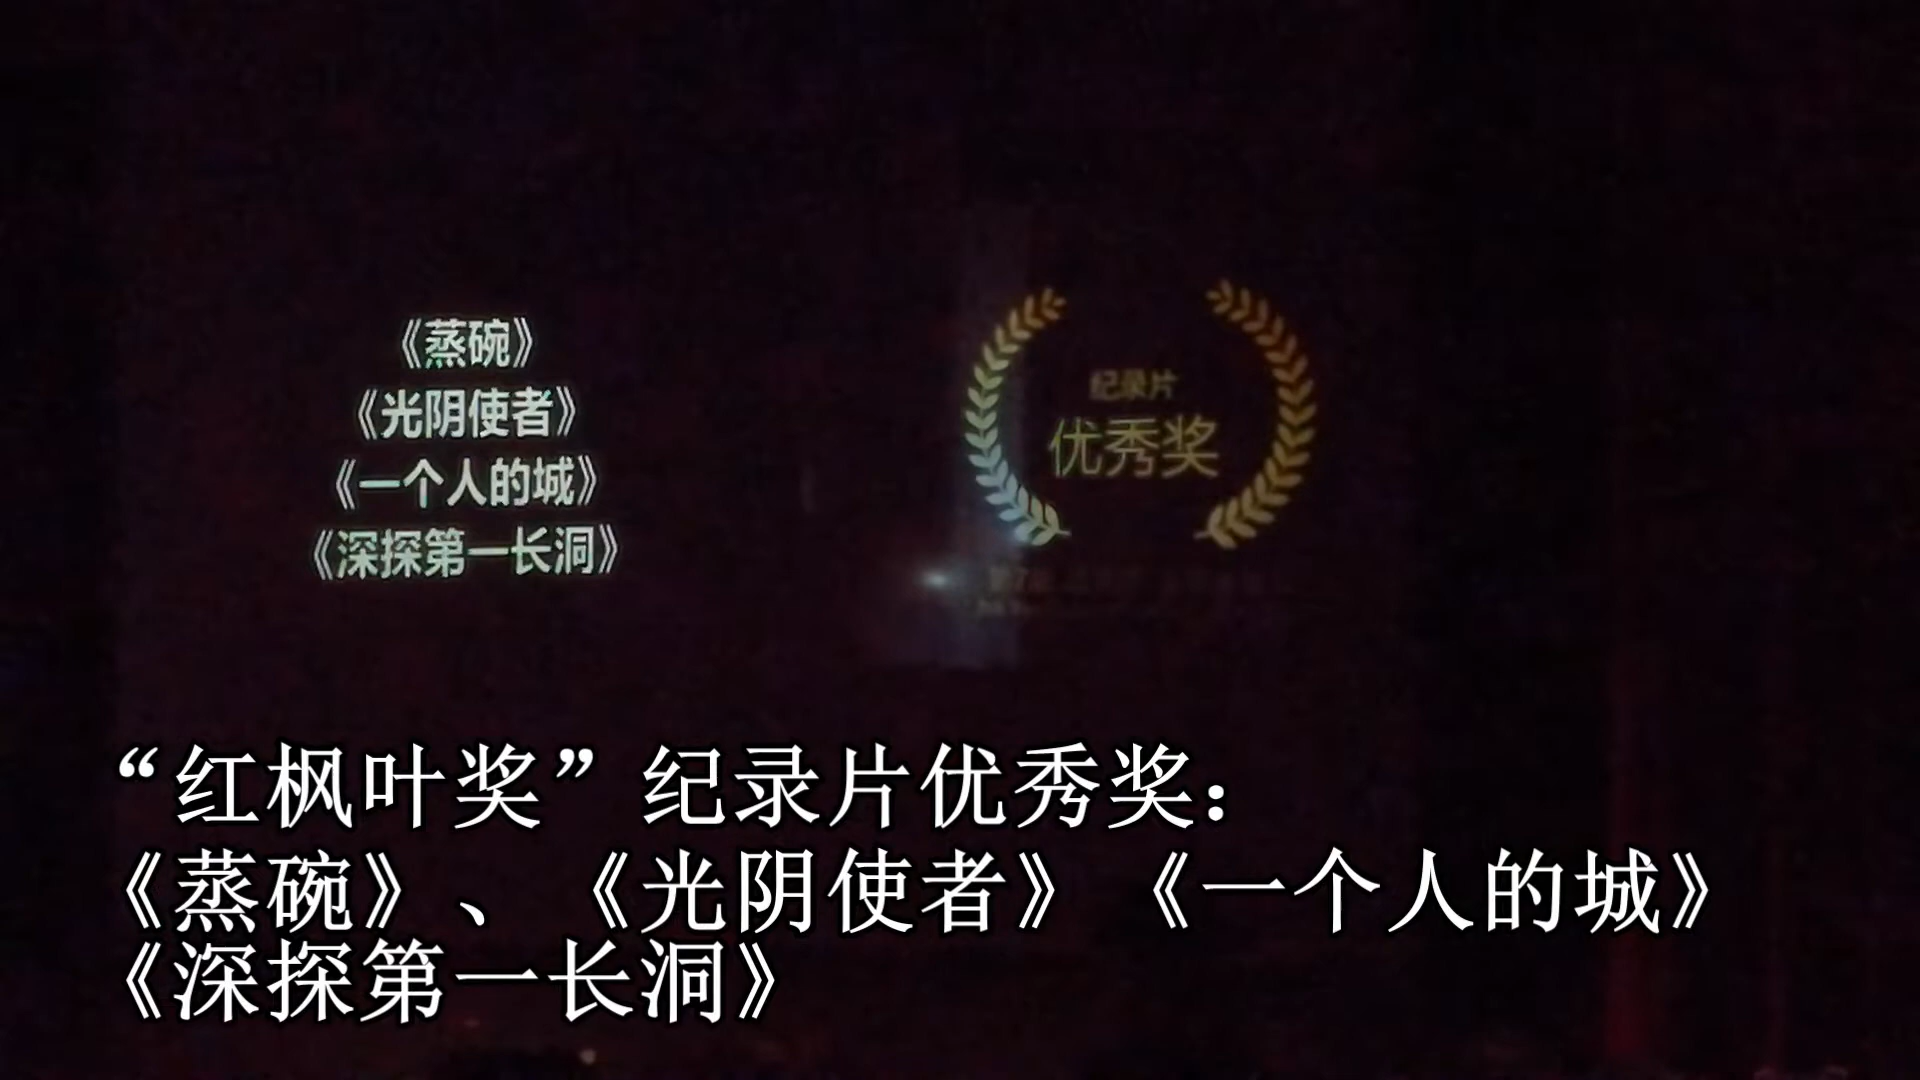 《蒸碗》
《光阴使者》
《一个人的城》
《深探第一长洞》
纪录片
优秀奖
“红枫叶奖”纪录片优秀奖：
《蒸碗》、《光阴使者》《一个人的城》
《深探第一长洞》